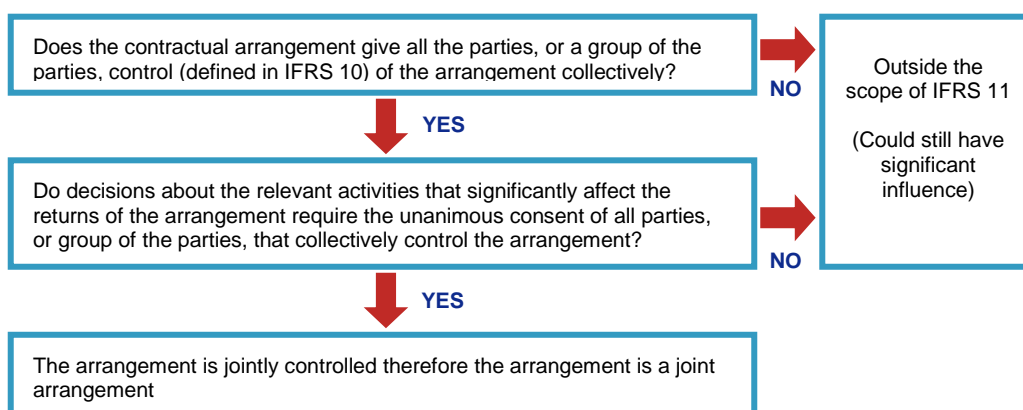 Does the contractual arrangement give all the parties, or a group of the
parties, control (defined in IFRS 10) of the arrangement collectively?
NO
Outside the
scope of IFRS 11
(Could still have
significant
influence)
YES
Do decisions about the relevant activities that significantly affect the
returns of the arrangement require the unanimous consent of all parties,
or group of the parties, that collectively control the arrangement?
NO
YES
The arrangement is jointly controlled therefore the arrangement is a joint
arrangement